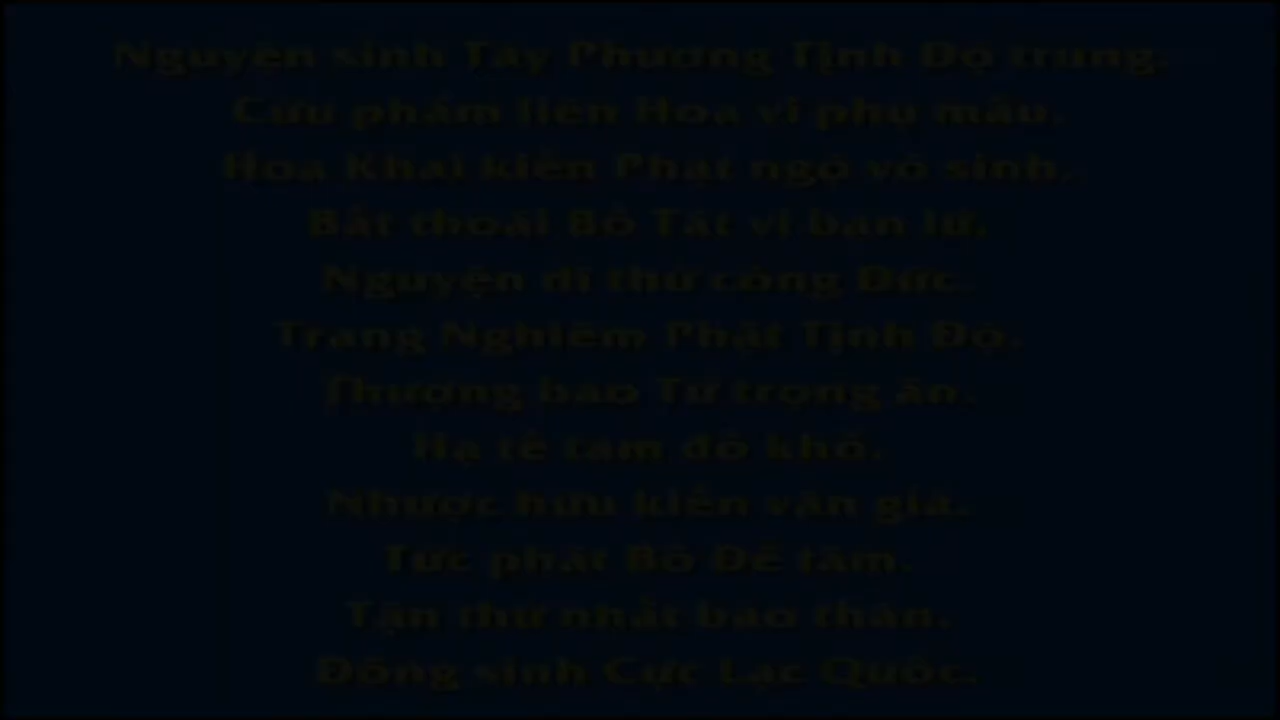 Nguyện sinh Tây Phương Tịnh Độ trung.
Cửu phẩm liên Hoa vi phụ mẫu.
Hoa Khai kiến Phật ngộ vô sinh.
Bất thoái Bồ Tát vi bạn lữ.
Nguyện dĩ thử công Đức.
Trang Nghiêm Phật Tịnh Độ.
Thượng báo Tứ trọng ân.
Hạ tế tam đồ khổ.
Nhược hữu kiến văn giả.
Tức phát Bồ Đề tâm.
Tận thử nhất báo thân.
Đồng sinh Cực Lạc Quốc.